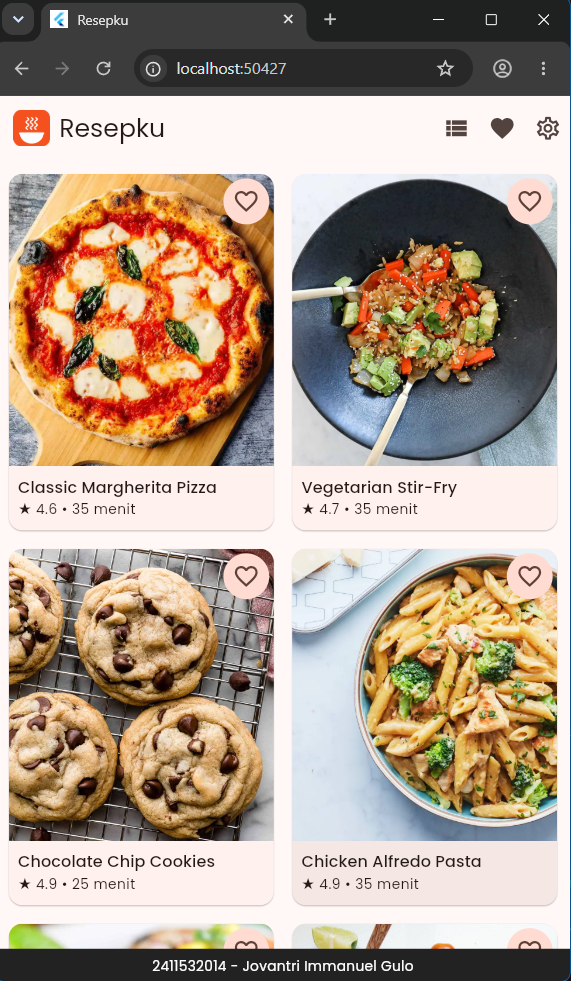 Resepku
localhost:50427
Resepku
Classic Margherita Pizza
★ 4.6 • 35 menit
Vegetarian Stir-Fry
★ 4.7 • 35 menit
Chocolate Chip Cookies
★ 4.9 • 25 menit
Chicken Alfredo Pasta
★ 4.9 • 35 menit
2411532014 - Jovantri Immanuel Gulo